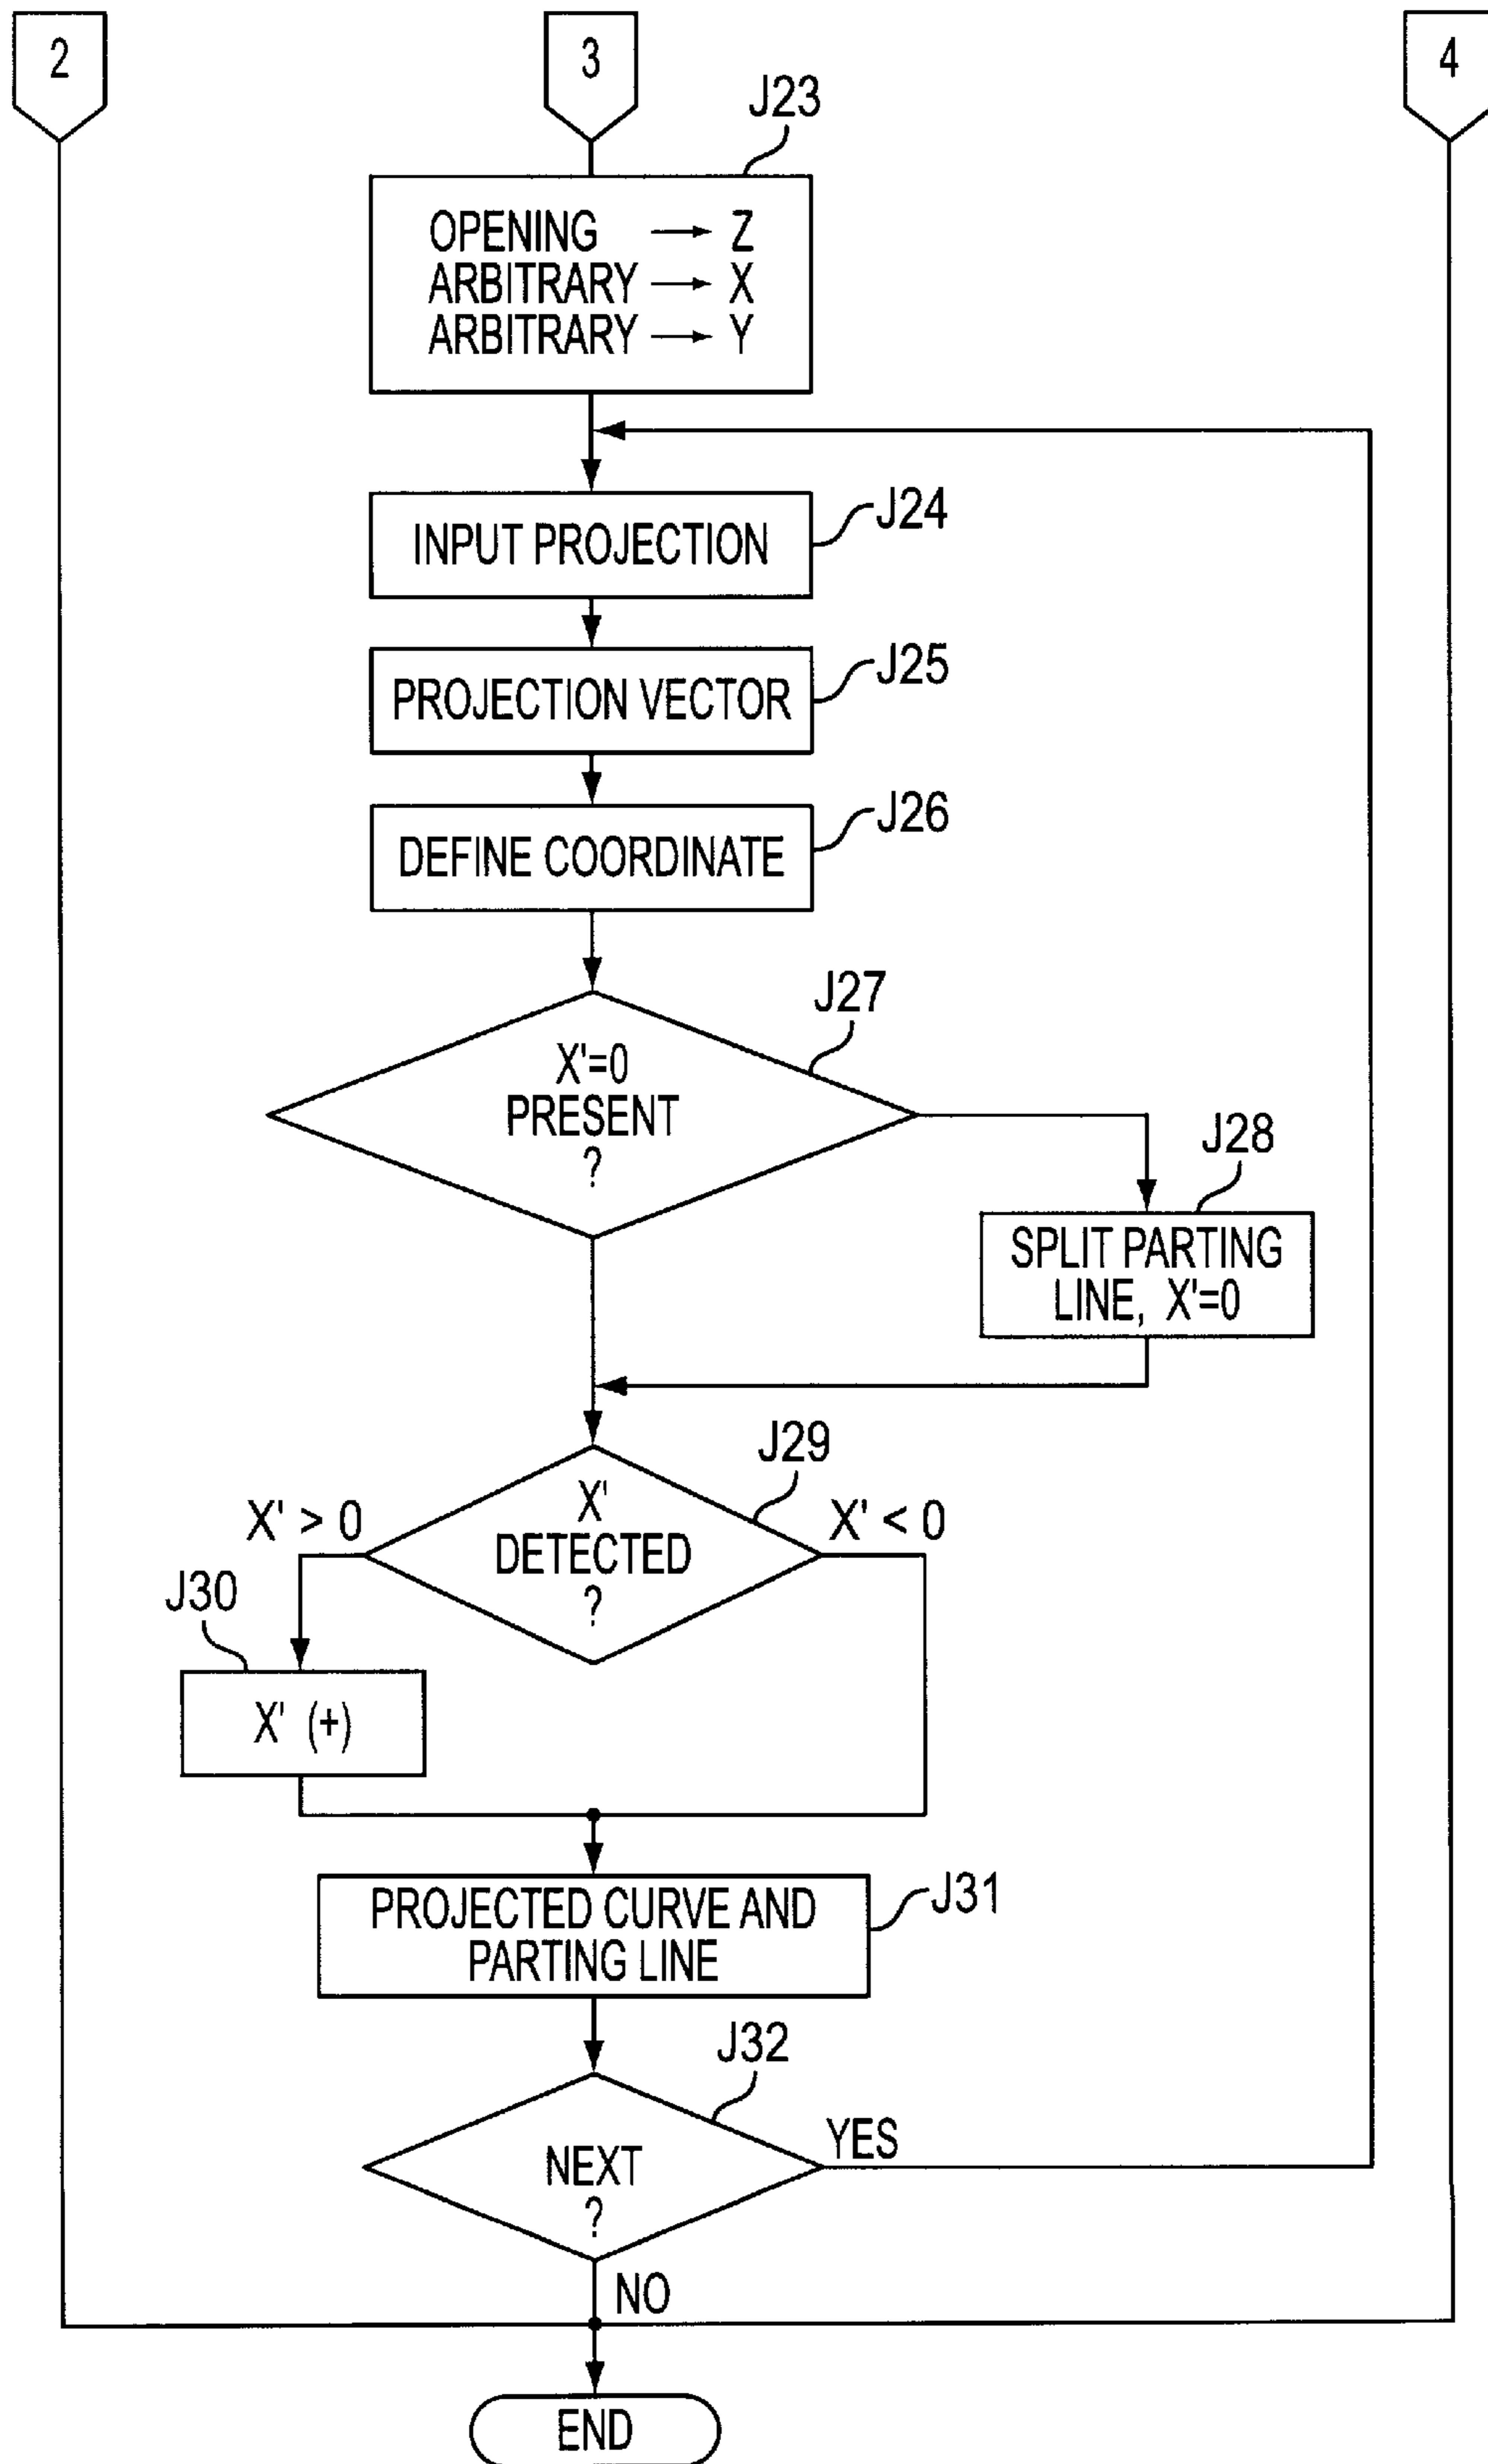 2
3
4
J23
OPENING → Z
ARBITRARY → X
ARBITRARY → Y
J24
INPUT PROJECTION
J25
PROJECTION VECTOR
J26
DEFINE COORDINATE
J27
X'=0
PRESENT
?
J28
SPLIT PARTING
LINE, X'=0
J29
X' > 0
X'
DETECTED
?
X' < 0
J30
X' (+)
J31
PROJECTED CURVE AND
PARTING LINE
J32
NEXT
?
YES
NO
END